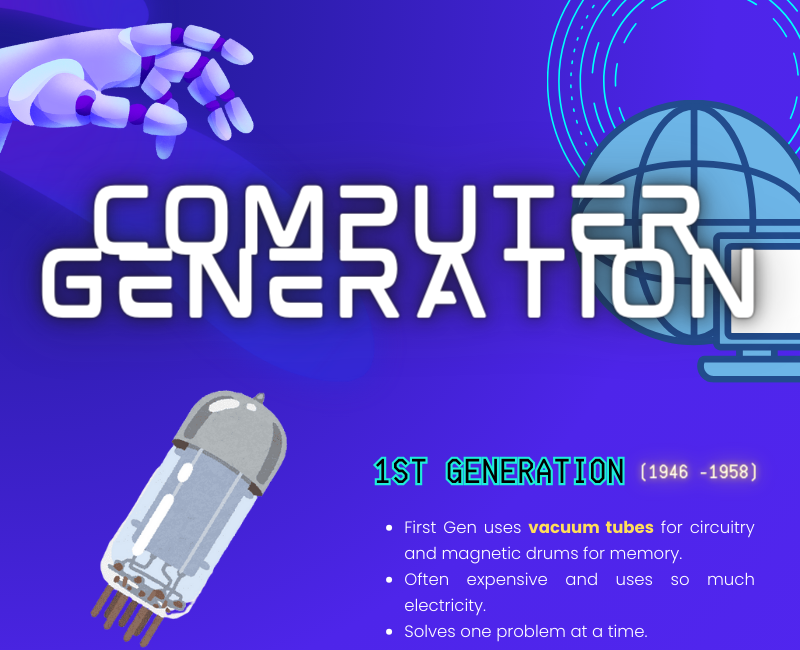 COMPUTER
GENERATION
1ST GENERATION (1946 -1958)
• First Gen uses vacuum tubes for circuitry
and magnetic drums for memory.
• Often expensive and uses so much
electricity.
• Solves one problem at a time.